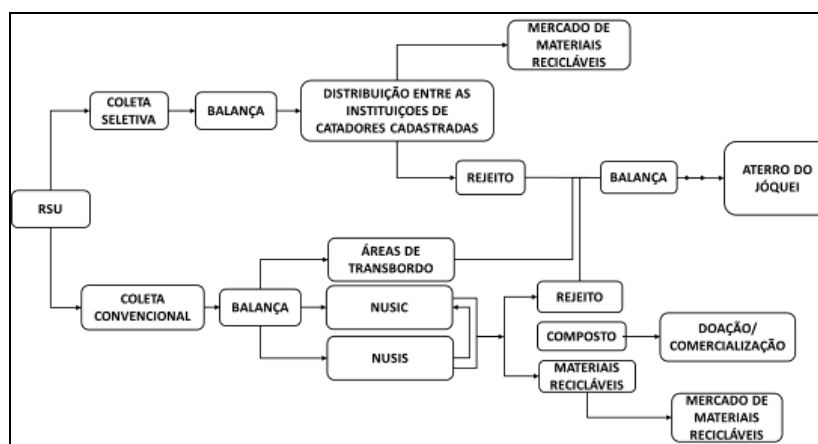 MERCADO DE
MATERIAIS
RECICLÁVEIS
COLETA
SELETIVA
BALANÇA
DISTRIBUIÇÃO ENTRE AS
INSTITUIÇOES DE
CATADORES CADASTRADAS
REJEITO
BALANÇA
ATERRO DO
JÓQUEI
RSU
ÁREAS DE
TRANSBORDO
COLETA
CONVENCIONAL
BALANÇA
NUSIC
REJEITO
NUSIS
COMPOSTO
DOAÇÃO/
COMERCIALIZAÇÃO
MATERIAIS
RECICLÁVEIS
MERCADO DE
MATERIAIS
RECICLÁVEIS